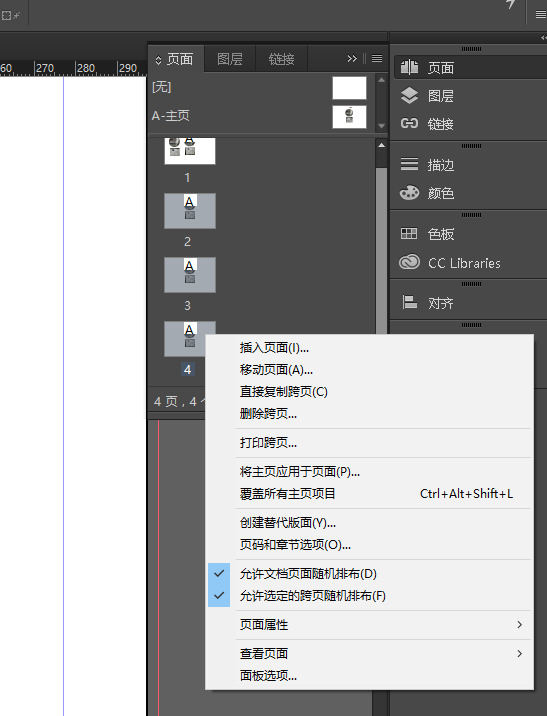 60 270 280 290
页面 图层 链接
[无]
A-主页
1
A
2
A
3
A
4
4 页，4
页面
图层
链接
描边
颜色
色板
CC Libraries
对齐
插入页面(I)...
移动页面(A)...
直接复制跨页(C)
删除跨页...
打印跨页...
将主页应用于页面(P)...
覆盖所有主页项目 Ctrl+Alt+Shift+L
创建替代版面(Y)...
页码和章节选项(O)...
允许文档页面随机排布(D)
允许选定的跨页随机排布(F)
页面属性
查看页面
面板选项...